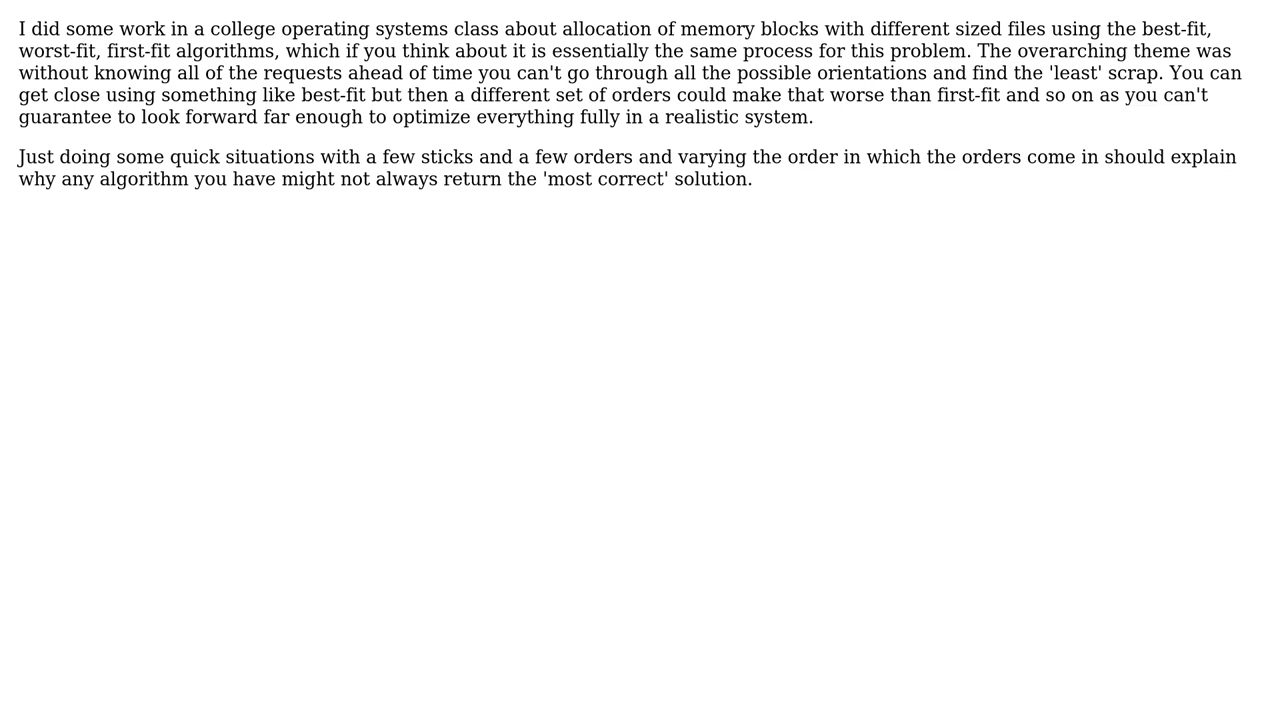 I did some work in a college operating systems class about allocation of memory blocks with different sized files using the best-fit,
worst-fit, first-fit algorithms, which if you think about it is essentially the same process for this problem. The overarching theme was
without knowing all of the requests ahead of time you can't go through all the possible orientations and find the 'least' scrap. You can
get close using something like best-fit but then a different set of orders could make that worse than first-fit and so on as you can't
guarantee to look forward far enough to optimize everything fully in a realistic system.
Just doing some quick situations with a few sticks and a few orders and varying the order in which the orders come in should explain
why any algorithm you have might not always return the 'most correct' solution.